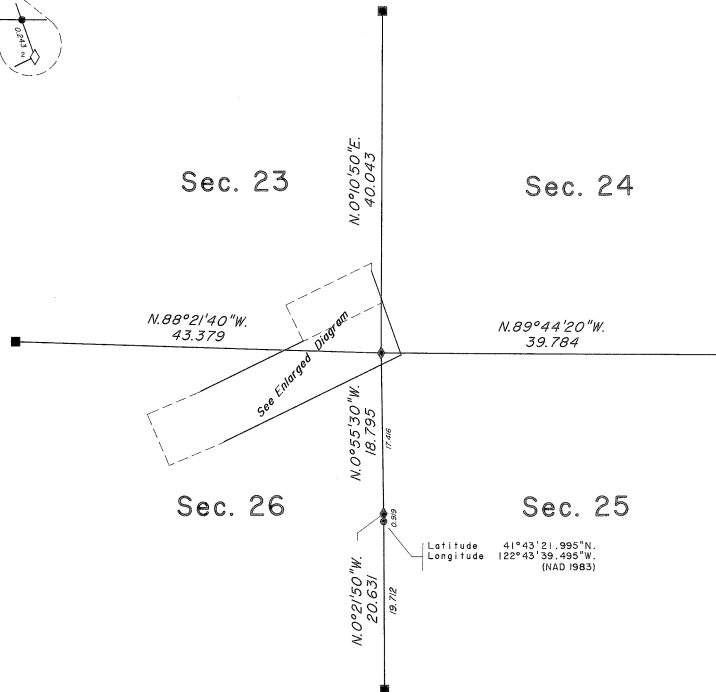 0.243
N.0°10'50"E.
40.043
Sec. 23
Sec. 24
N.88°21'40"W.
43.379
N.89°44'20"W.
39.784
See Enlarged Diagram
N.0°55'30"W.
18.795
17.416
Sec. 26
Sec. 25
0.919
Latitude 41°43'21.995"N.
Longitude 122°43'39.495"W.
(NAD 1983)
N.0°21'50"W.
20.631
19.712